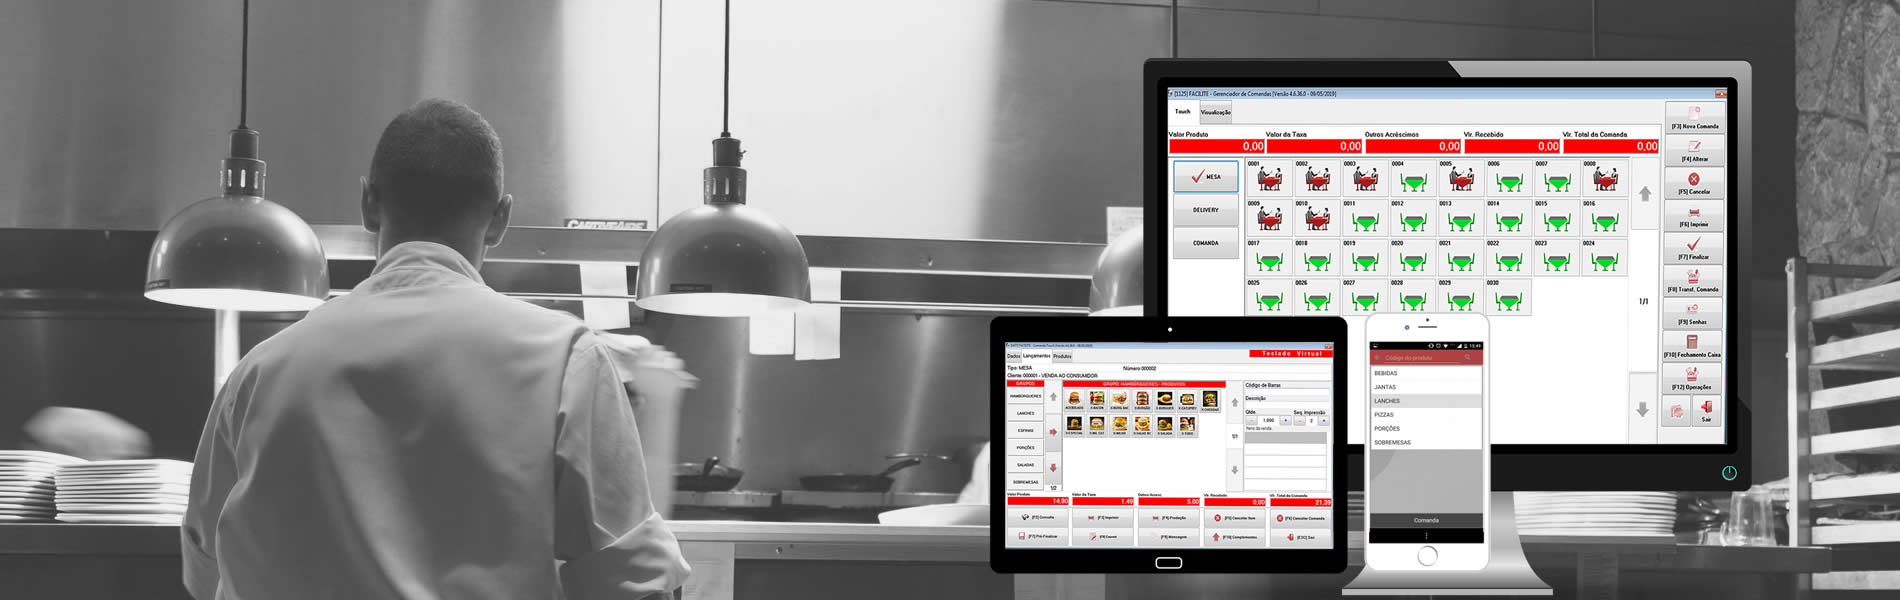 [1125] FACILITE - Gerenciador de Comandas [Versão 4.6.36.0 - 09/05/2019]
Touch Visualização
Valor Produto Valor da Taxa Outros Acréscimos Vlr. Recebido Vlr. Total da Comanda
0,00 0,00 0,00 0,00 0,00
MESA
DELIVERY
COMANDA
0001 0002 0003 0004 0005 0006 0007 0008
0009 0010 0011 0012 0013 0014 0015 0016
0017 0018 0019 0020 0021 0022 0023 0024
0025 0026 0027 0028 0029 0030
1/1
[F3] Nova Comanda
[F4] Alterar
[F5] Cancelar
[F6] Imprimir
[F7] Finalizar
[F8] Transf. Comanda
[F9] Senhas
[F10] Fechamento Caixa
[F12] Operações
Sair
Dados Lançamentos Produtos
Teclado Virtual
Tipo: MESA Número: 000002
Cliente: 000001 - VENDA AO CONSUMIDOR
GRUPOS
HAMBÚRGUERES
LANCHES
ESFIHAS
PORÇÕES
SALADAS
SOBREMESAS
1/2
GRUPO: HAMBÚRGUERES - PRODUTOS
1/1
Código de Barras
Descrição
Qtde. Seq. Impressão
1,000 2
Itens da venda
Valor Produto Valor da Taxa Outros Acresc. Vlr. Recebido Vlr. Total da Comanda
14,90 1,49 5,00 0,00 21,39
[F2] Consulta [F3] Imprimir [F4] Produção [F5] Cancelar Item [F6] Cancelar Comanda
[F7] Pré-Finalizar [F8] Couvert [F9] Mensagem [F10] Complementos [ESC] Sair
15:49
Código do produto
BEBIDAS
JANTAS
LANCHES
PIZZAS
PORÇÕES
SOBREMESAS
Comanda